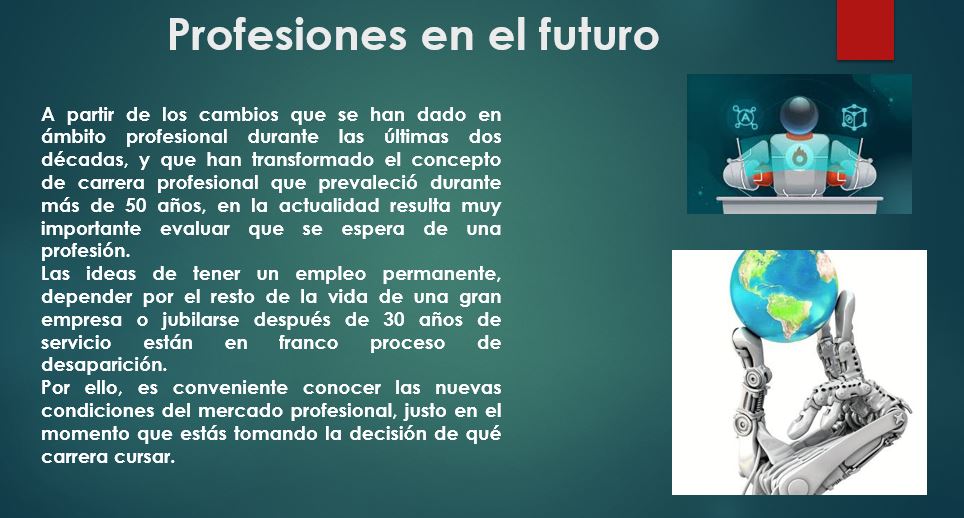 Profesiones en el futuro
A partir de los cambios que se han dado en
ámbito profesional durante las últimas dos
décadas, y que han transformado el concepto
de carrera profesional que prevaleció durante
más de 50 años, en la actualidad resulta muy
importante evaluar que se espera de una
profesión.
Las ideas de tener un empleo permanente,
depender por el resto de la vida de una gran
empresa o jubilarse después de 30 años de
servicio están en franco proceso de
desaparición.
Por ello, es conveniente conocer las nuevas
condiciones del mercado profesional, justo en el
momento que estás tomando la decisión de qué
carrera cursar.
A